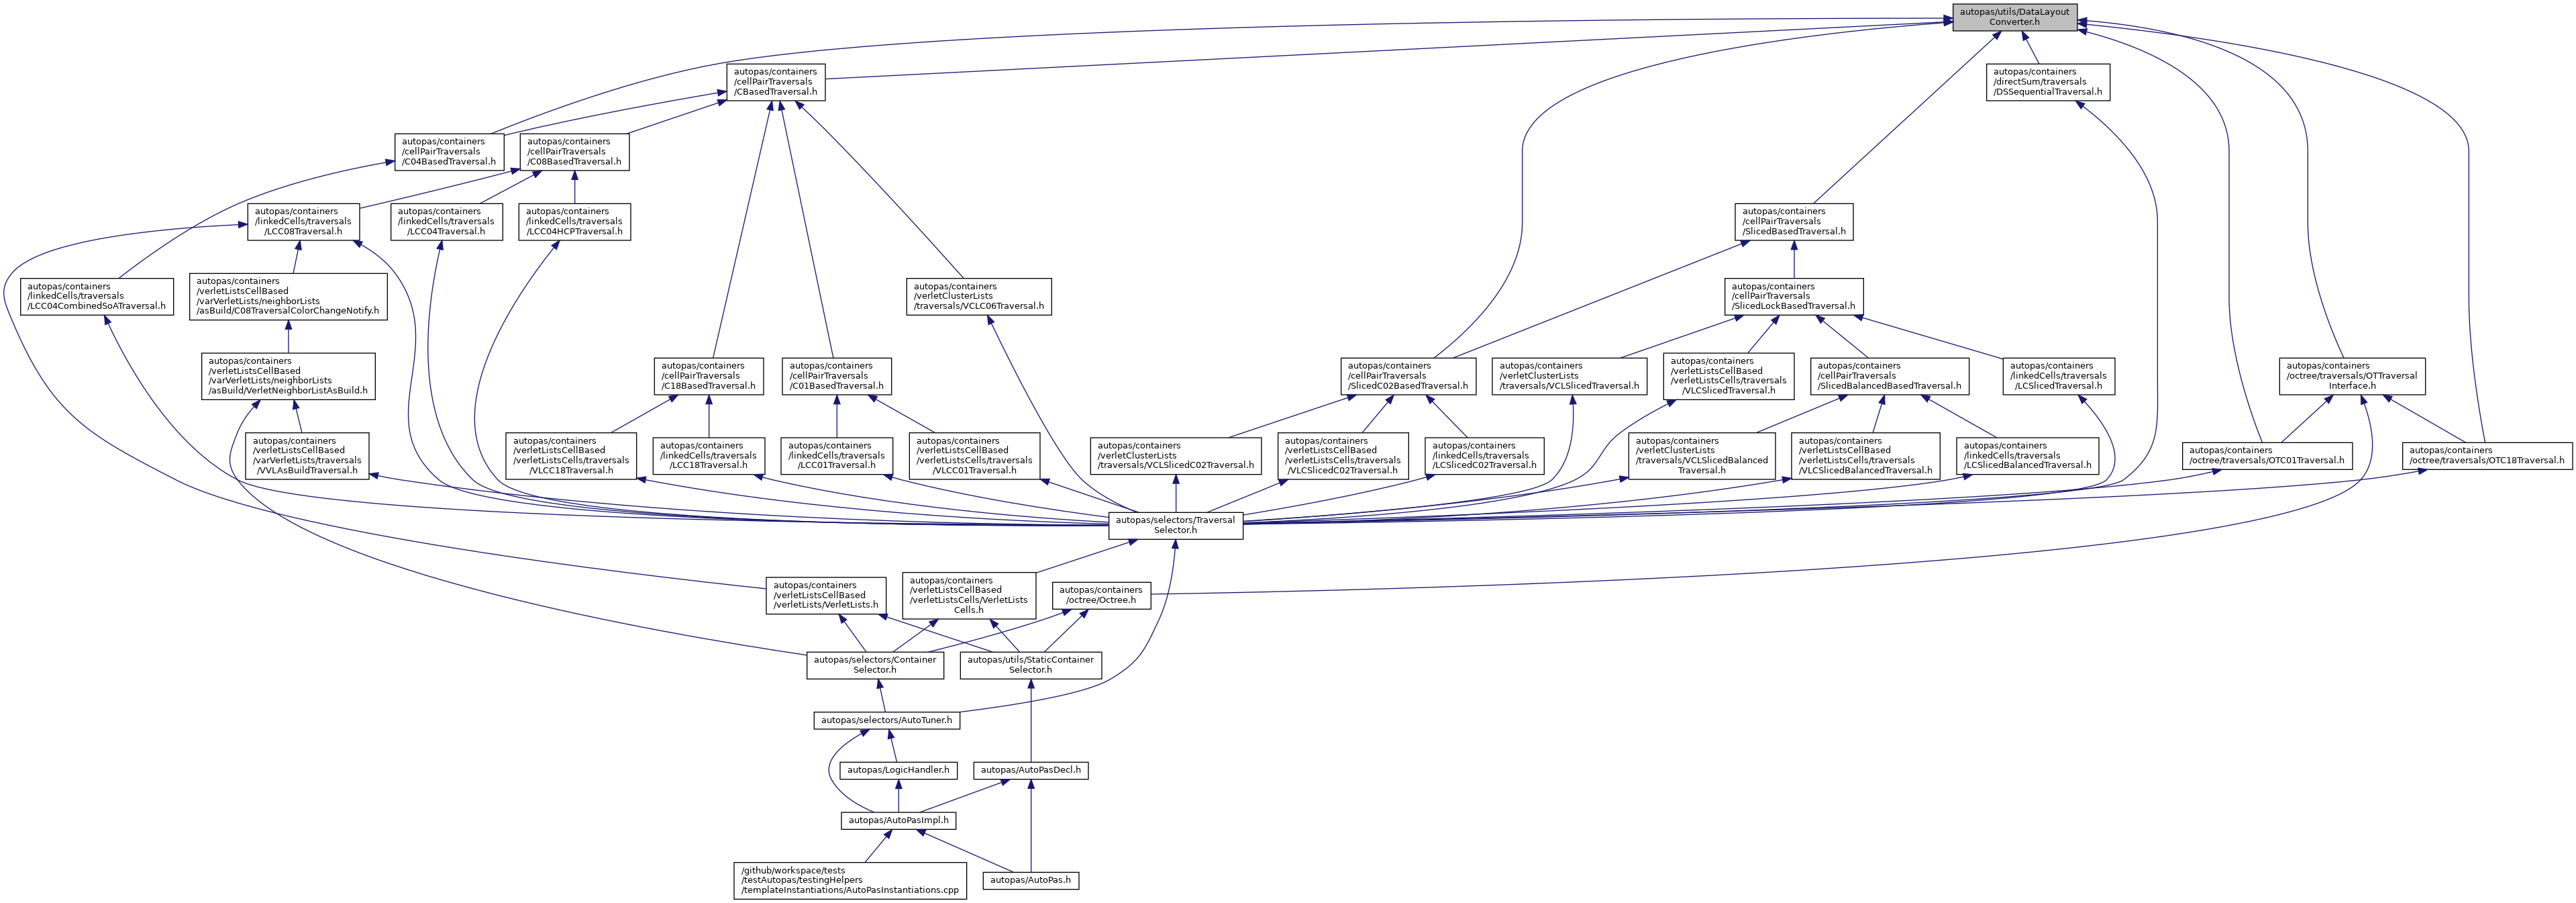 autopas/utils/DataLayout
Converter.h
autopas/containers
/cellPairTraversals
/CBasedTraversal.h
autopas/containers
/directSum/traversals
/DSSequentialTraversal.h
autopas/containers
/cellPairTraversals
/C04BasedTraversal.h
autopas/containers
/cellPairTraversals
/C08BasedTraversal.h
autopas/containers
/linkedCells/traversals
/LCC08Traversal.h
autopas/containers
/linkedCells/traversals
/LCC04Traversal.h
autopas/containers
/linkedCells/traversals
/LCC04HCPTraversal.h
autopas/containers
/cellPairTraversals
/SlicedBasedTraversal.h
autopas/containers
/linkedCells/traversals
/LCC04CombinedSoATraversal.h
autopas/containers
/verletListsCellBased
/varVerletLists/neighborLists
/asBuild/C08TraversalColorChangeNotify.h
autopas/containers
/verletClusterLists
/traversals/VCLC06Traversal.h
autopas/containers
/cellPairTraversals
/SlicedLockBasedTraversal.h
autopas/containers
/verletListsCellBased
/varVerletLists/neighborLists
/asBuild/VerletNeighborListAsBuild.h
autopas/containers
/cellPairTraversals
/C18BasedTraversal.h
autopas/containers
/cellPairTraversals
/C01BasedTraversal.h
autopas/containers
/cellPairTraversals
/SlicedC02BasedTraversal.h
autopas/containers
/verletClusterLists
/traversals/VCLSlicedTraversal.h
autopas/containers
/verletListsCellBased
/verletListsCells/traversals
/VLCSlicedTraversal.h
autopas/containers
/cellPairTraversals
/SlicedBalancedBasedTraversal.h
autopas/containers
/linkedCells/traversals
/LCSlicedTraversal.h
autopas/containers
/octree/traversals/OTTraversal
Interface.h
autopas/containers
/verletListsCellBased
/varVerletLists/traversals
/VVLAsBuildTraversal.h
autopas/containers
/verletListsCellBased
/verletListsCells/traversals
/VLCC18Traversal.h
autopas/containers
/linkedCells/traversals
/LCC18Traversal.h
autopas/containers
/linkedCells/traversals
/LCC01Traversal.h
autopas/containers
/verletListsCellBased
/verletListsCells/traversals
/VLCC01Traversal.h
autopas/containers
/verletClusterLists
/traversals/VCLSlicedC02Traversal.h
autopas/containers
/verletListsCellBased
/verletListsCells/traversals
/VLCSlicedC02Traversal.h
autopas/containers
/linkedCells/traversals
/LCSlicedC02Traversal.h
autopas/containers
/verletClusterLists
/traversals/VCLSlicedBalanced
Traversal.h
autopas/containers
/verletListsCellBased
/verletListsCells/traversals
/VLCSlicedBalancedTraversal.h
autopas/containers
/linkedCells/traversals
/LCSlicedBalancedTraversal.h
autopas/containers
/octree/traversals/OTC01Traversal.h
autopas/containers
/octree/traversals/OTC18Traversal.h
autopas/selectors/Traversal
Selector.h
autopas/containers
/verletListsCellBased
/verletLists/VerletLists.h
autopas/containers
/verletListsCellBased
/verletListsCells/VerletLists
Cells.h
autopas/containers
/octree/Octree.h
autopas/selectors/Container
Selector.h
autopas/utils/StaticContainer
Selector.h
autopas/selectors/AutoTuner.h
autopas/LogicHandler.h
autopas/AutoPasDecl.h
autopas/AutoPasImpl.h
/github/workspace/tests
/testAutopas/testingHelpers
/templateInstantiations/AutoPasInstantiations.cpp
autopas/AutoPas.h